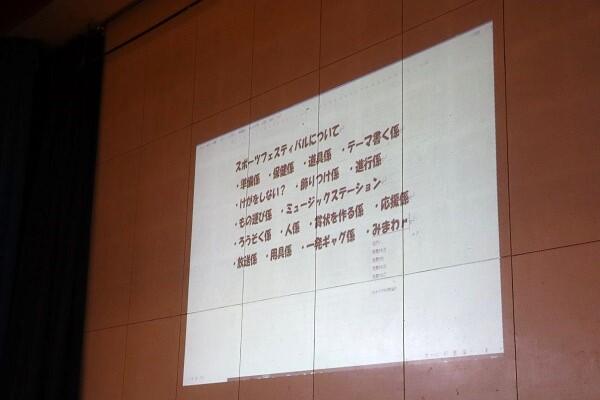 スポーツフェスティバルについて
・準備係　・保健係　・道具係　・テーマ書く係
・けがをしない？　・飾りつけ係　・進行係
・もの運び係　・ミュージックステーション
・ろうそく係　・人係　・賞状を作る係　・応援係
・放送係　・用具係　・一発ギャグ係　・みまわr